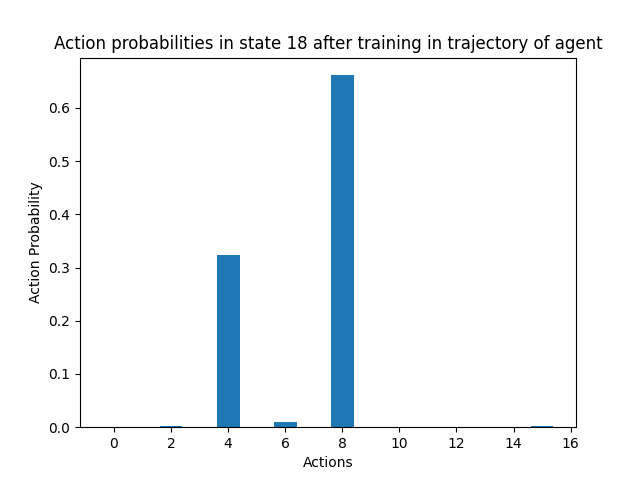 Action probabilities in state 18 after training in trajectory of agent
0.6
0.5
0.4
0.3
0.2
0.1
0.0
Action Probability
0 2 4 6 8 10 12 14 16
Actions